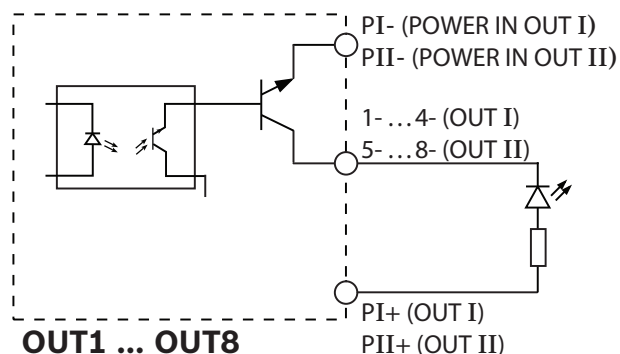 PI- (POWER IN OUT I)
PII- (POWER IN OUT II)
1- ...4- (OUT I)
5- ...8- (OUT II)
PI+ (OUT I)
PII+ (OUT II)
OUT1 ... OUT8